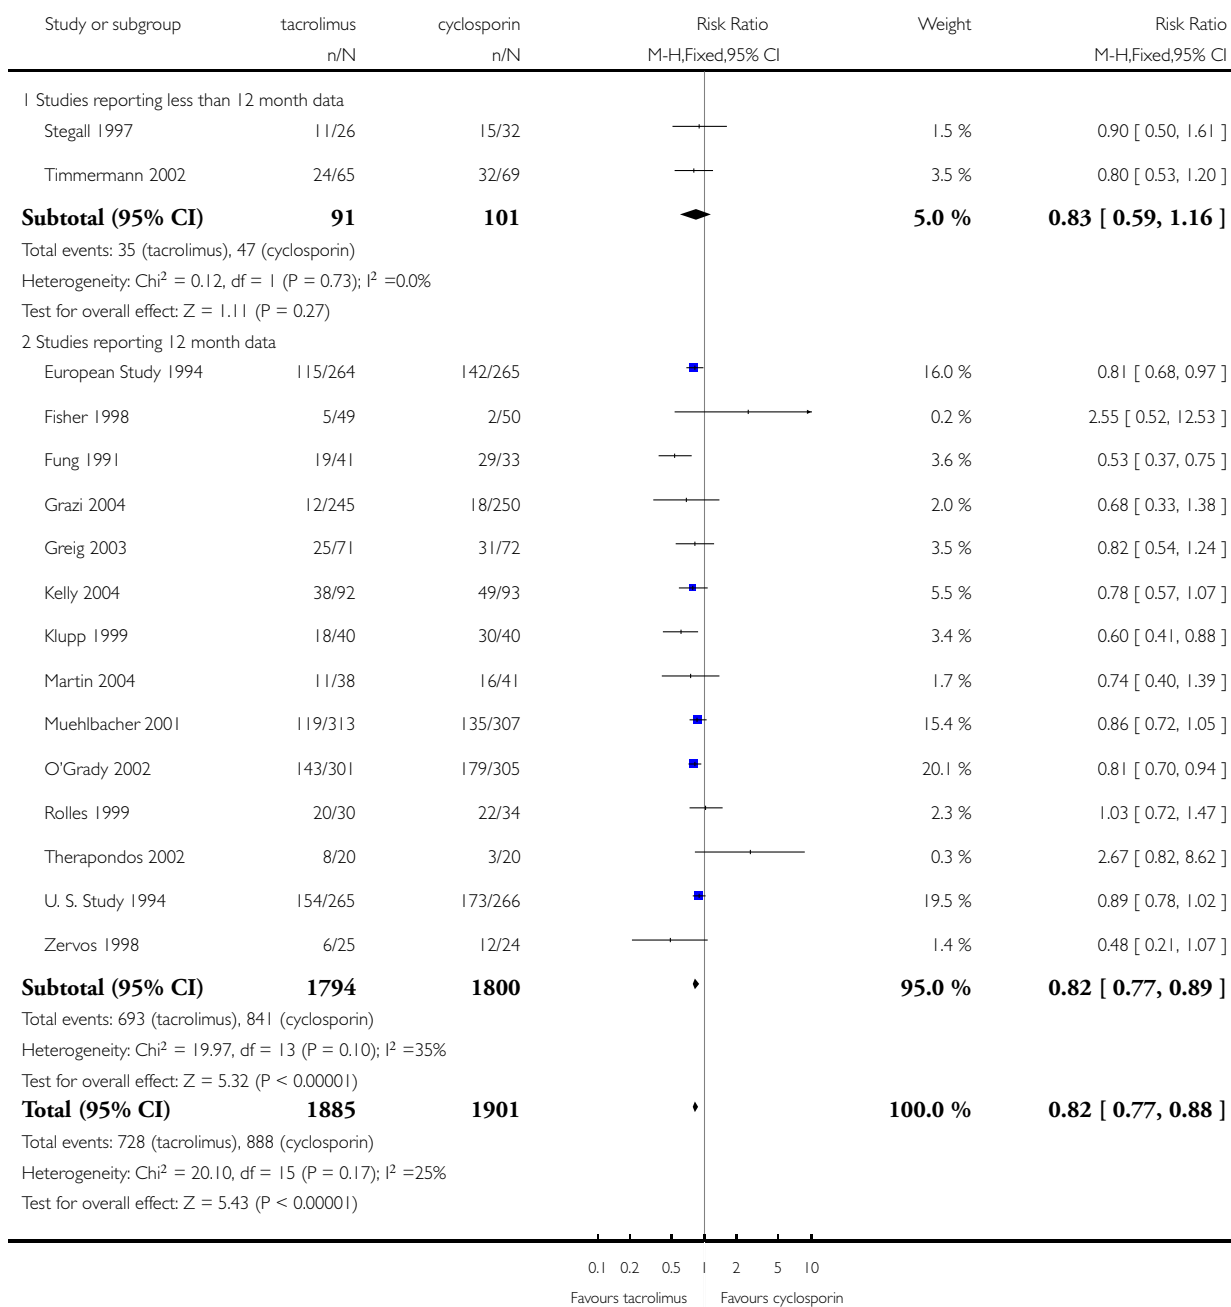 Study or subgroup tacrolimus cyclosporin Risk Ratio Weight Risk Ratio
n/N n/N M-H,Fixed,95% CI M-H,Fixed,95% CI
1 Studies reporting less than 12 month data
Stegall 1997 11/26 15/32 1.5 % 0.90 [ 0.50, 1.61 ]
Timmermann 2002 24/65 32/69 3.5 % 0.80 [ 0.53, 1.20 ]
Subtotal (95% CI) 91 101 5.0 % 0.83 [ 0.59, 1.16 ]
Total events: 35 (tacrolimus), 47 (cyclosporin)
Heterogeneity: Chi² = 0.12, df = 1 (P = 0.73); I² =0.0%
Test for overall effect: Z = 1.11 (P = 0.27)
2 Studies reporting 12 month data
European Study 1994 115/264 142/265 16.0 % 0.81 [ 0.68, 0.97 ]
Fisher 1998 5/49 2/50 0.2 % 2.55 [ 0.52, 12.53 ]
Fung 1991 19/41 29/33 3.6 % 0.53 [ 0.37, 0.75 ]
Grazi 2004 12/245 18/250 2.0 % 0.68 [ 0.33, 1.38 ]
Greig 2003 25/71 31/72 3.5 % 0.82 [ 0.54, 1.24 ]
Kelly 2004 38/92 49/93 5.5 % 0.78 [ 0.57, 1.07 ]
Klupp 1999 18/40 30/40 3.4 % 0.60 [ 0.41, 0.88 ]
Martin 2004 11/38 16/41 1.7 % 0.74 [ 0.40, 1.39 ]
Muehlbacher 2001 119/313 135/307 15.4 % 0.86 [ 0.72, 1.05 ]
O'Grady 2002 143/301 179/305 20.1 % 0.81 [ 0.70, 0.94 ]
Rolles 1999 20/30 22/34 2.3 % 1.03 [ 0.72, 1.47 ]
Therapondos 2002 8/20 3/20 0.3 % 2.67 [ 0.82, 8.62 ]
U. S. Study 1994 154/265 173/266 19.5 % 0.89 [ 0.78, 1.02 ]
Zervos 1998 6/25 12/24 1.4 % 0.48 [ 0.21, 1.07 ]
Subtotal (95% CI) 1794 1800 95.0 % 0.82 [ 0.77, 0.89 ]
Total events: 693 (tacrolimus), 841 (cyclosporin)
Heterogeneity: Chi² = 19.97, df = 13 (P = 0.10); I² =35%
Test for overall effect: Z = 5.32 (P < 0.00001)
Total (95% CI) 1885 1901 100.0 % 0.82 [ 0.77, 0.88 ]
Total events: 728 (tacrolimus), 888 (cyclosporin)
Heterogeneity: Chi² = 20.10, df = 15 (P = 0.17); I² =25%
Test for overall effect: Z = 5.43 (P < 0.00001)
0.1 0.2 0.5 1 2 5 10
Favours tacrolimus Favours cyclosporin